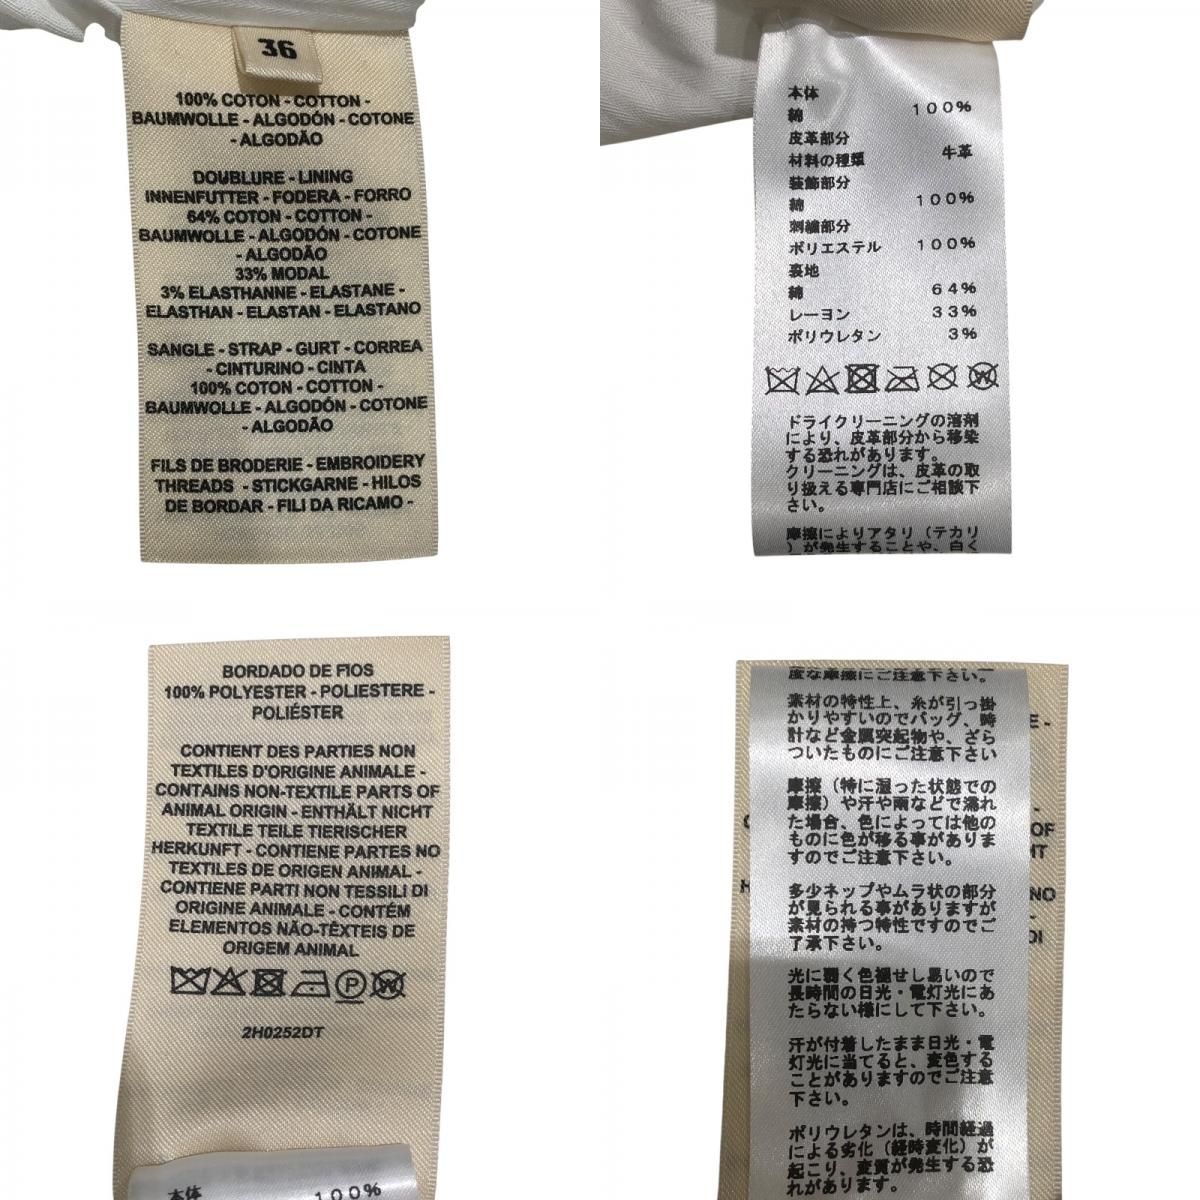 36
100% COTON - COTTON -
BAUMWOLLE - ALGODÓN - COTONE
- ALGODÃO
DOUBLURE - LINING
INNENFUTTER - FODERA - FORRO
64% COTON - COTTON -
BAUMWOLLE - ALGODÓN - COTONE
- ALGODÃO
33% MODAL
3% ELASTHANNE - ELASTANE -
ELASTHAN - ELASTAN - ELASTANO
SANGLE - STRAP - GURT - CORREA
- CINTURINO - CINTA
100% COTON - COTTON -
BAUMWOLLE - ALGODÓN - COTONE
- ALGODÃO
FILS DE BRODERIE - EMBROIDERY
THREADS - STICKGARNE - HILOS
DE BORDAR - FILI DA RICAMO -
本体
綿 100%
皮革部分
材料の種類 牛革
装飾部分
綿 100%
刺繍部分
ポリエステル 100%
裏地
綿 64%
レーヨン 33%
ポリウレタン 3%
ドライクリーニングの溶剤
により、皮革部分から移染
する恐れがあります。
クリーニングは、皮革の取
り扱える専門店にご相談下
さい。
摩擦によりアタリ（テカリ
）が発生することや、白く
BORDADO DE FIOS
100% POLYESTER - POLIESTERE -
POLIÉSTER
CONTIENT DES PARTIES NON
TEXTILES D'ORIGINE ANIMALE -
CONTAINS NON-TEXTILE PARTS OF
ANIMAL ORIGIN - ENTHÄLT NICHT
TEXTILE TEILE TIERISCHER
HERKUNFT - CONTIENE PARTES NO
TEXTILES DE ORIGEN ANIMAL -
CONTIENE PARTI NON TESSILI DI
ORIGINE ANIMALE - CONTÉM
ELEMENTOS NÃO-TÊXTEIS DE
ORIGEM ANIMAL
P W
2H0252DT
本体 100%
度な摩擦にご注意下さい。
素材の特性上、糸が引っ掛
かりやすいのでバッグ、時
計など金属突起物や、ざら
ついたものにご注意下さい
摩擦（特に湿った状態での
摩擦）や汗や雨などで濡れ
た場合、色によっては他の
ものに色が移る事がありま
すのでご注意下さい。
多少ネップやムラ状の部分
が見られる事がありますが
素材の持つ特性ですのでご
了承下さい。
光に弱く色褪せし易いので
長時間の日光・電灯光にあ
たらない様にして下さい。
汗が付着したまま日光・電
灯光に当てると、変色する
ことがありますのでご注意
下さい。
ポリウレタンは、時間経過
による劣化（経時変化）が
起こり、変質が発生する恐
れがあります。